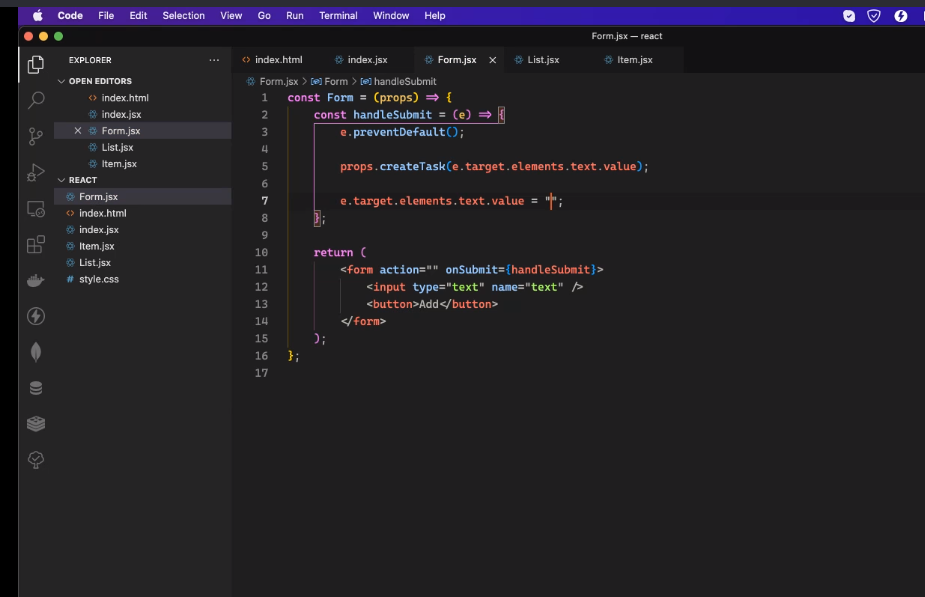 Code File Edit Selection View Go Run Terminal Window Help
Form.jsx — react
EXPLORER ...
OPEN EDITORS
index.html
index.jsx
Form.jsx
List.jsx
Item.jsx
REACT
Form.jsx
index.html
index.jsx
Item.jsx
List.jsx
# style.css
index.html index.jsx Form.jsx List.jsx Item.jsx
Form.jsx > Form > handleSubmit
1 const Form = (props) => {
2 const handleSubmit = (e) => {
3 e.preventDefault();
4
5 props.createTask(e.target.elements.text.value);
6
7 e.target.elements.text.value = "";
8 };
9
10 return (
11 <form action="" onSubmit={handleSubmit}>
12 <input type="text" name="text" />
13 <button>Add</button>
14 </form>
15 );
16 };
17